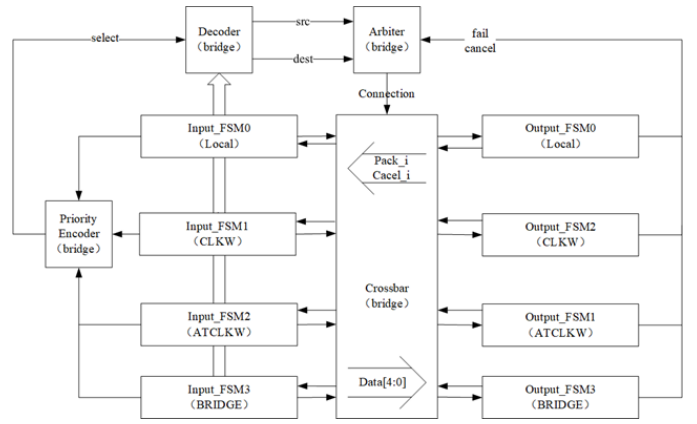 select
Decoder
（bridge）
src
dest
Arbiter
（bridge）
fail
cancel
Connection
Input_FSM0
（Local）
Output_FSM0
（Local）
Pack_i
Cacel_i
Priority
Encoder
（bridge）
Input_FSM1
（CLKW）
Output_FSM2
（CLKW）
Crossbar
（bridge）
Input_FSM2
（ATCLKW）
Output_FSM1
（ATCLKW）
Data[4:0]
Input_FSM3
（BRIDGE）
Output_FSM3
（BRIDGE）